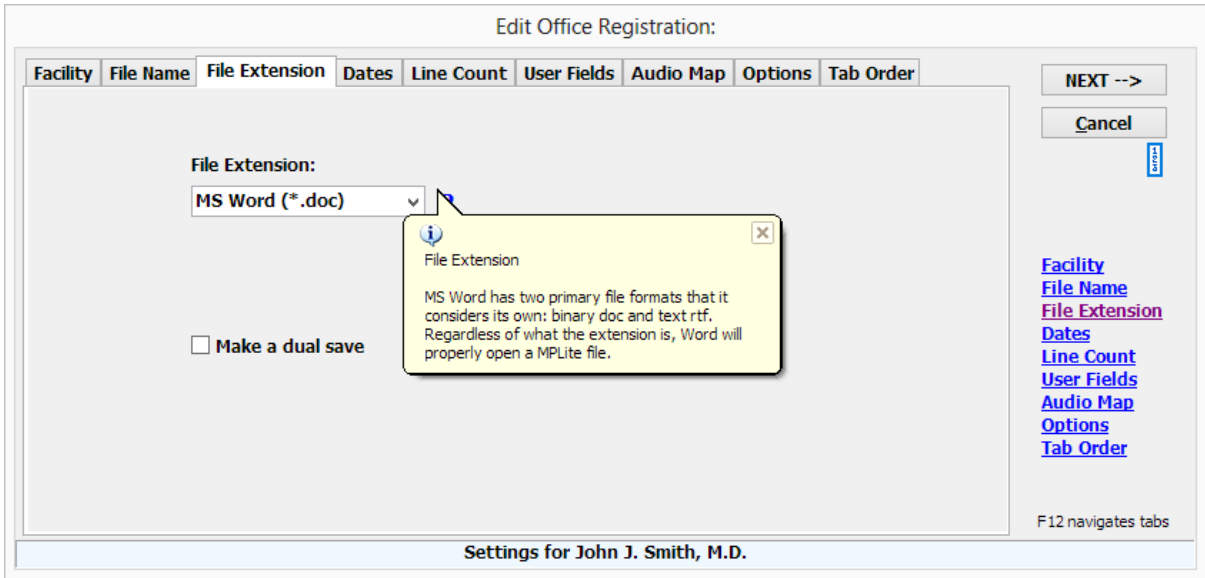 Edit Office Registration:
Facility File Name File Extension Dates Line Count User Fields Audio Map Options Tab Order
NEXT -->
Cancel
File Extension:
MS Word (*.doc)
File Extension
MS Word has two primary file formats that it
considers its own: binary doc and text rtf.
Regardless of what the extension is, Word will
properly open a MPLite file.
Make a dual save
Facility
File Name
File Extension
Dates
Line Count
User Fields
Audio Map
Options
Tab Order
F12 navigates tabs
Settings for John J. Smith, M.D.